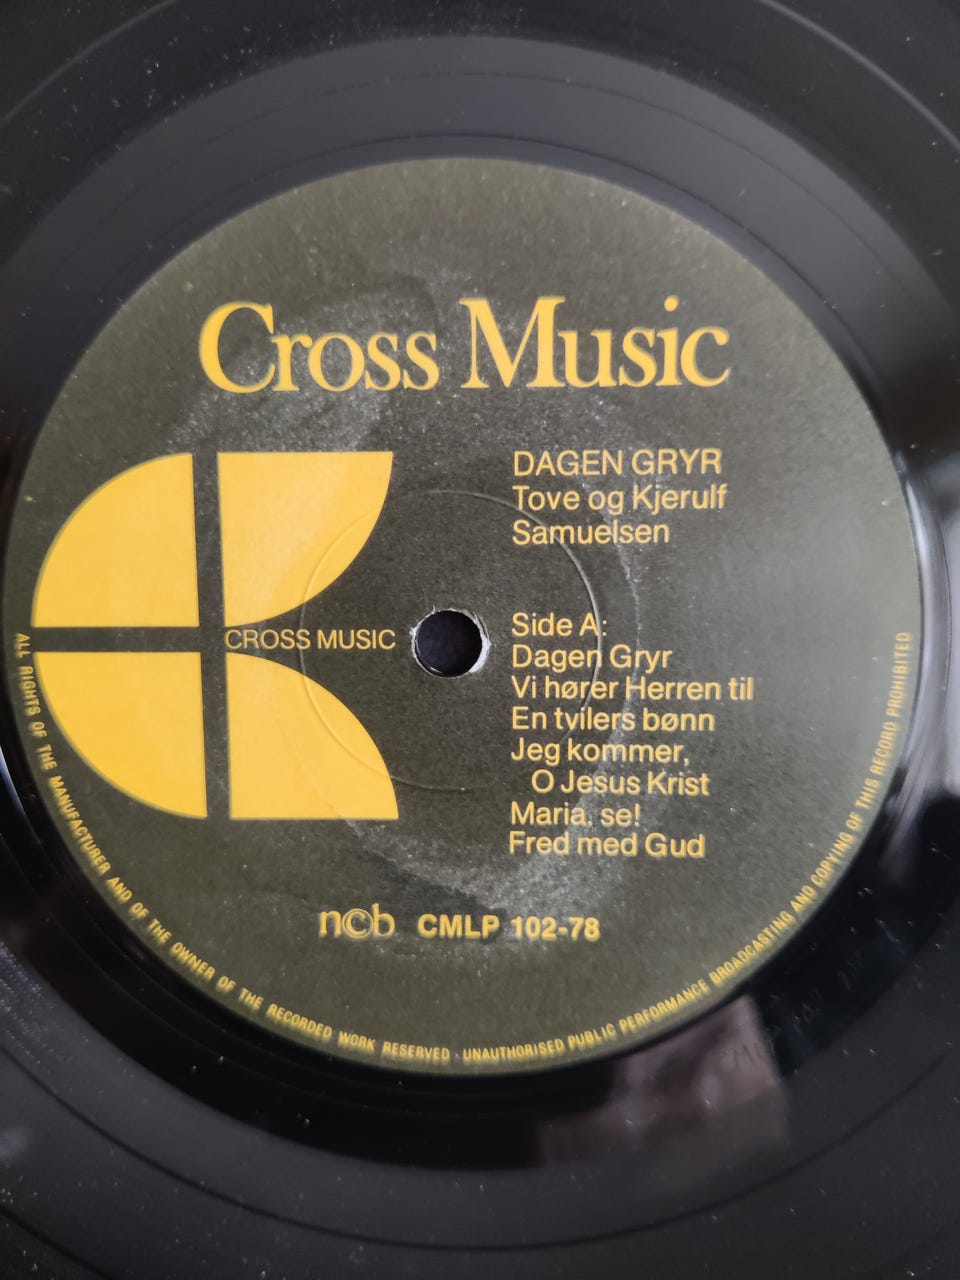 Cross Music
DAGEN GRYR
Tove og Kjerulf
Samuelsen
CROSS MUSIC
Side A:
Dagen Gryr
Vi hører Herren til
En tvilers bønn
Jeg kommer,
O Jesus Krist
Maria, se!
Fred med Gud
n©b CMLP 102-78
ALL RIGHTS OF THE MANUFACTURER AND OF THE OWNER OF THE RECORDED WORK RESERVED · UNAUTHORISED PUBLIC PERFORMANCE BROADCASTING AND COPYING OF THIS RECORD PROHIBITED